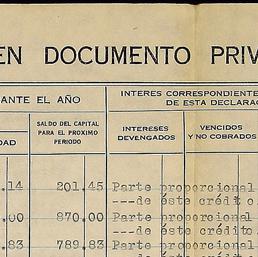 EN DOCUMENTO PRIV
ANTE EL AÑO
INTERES CORRESPONDIENTE
DE ESTA DECLARAC
DAD
SALDO DEL CAPITAL
PARA EL PROXIMO
PERIODO
INTERESES
DEVENGADOS
VENCIDOS
Y NO COBRADOS
.14 201.45 Parte proporcional
---de éste crédito.
.00 870.00 Parte proporcional
---de éste crédito.
.83 789.83 Parte proporcional